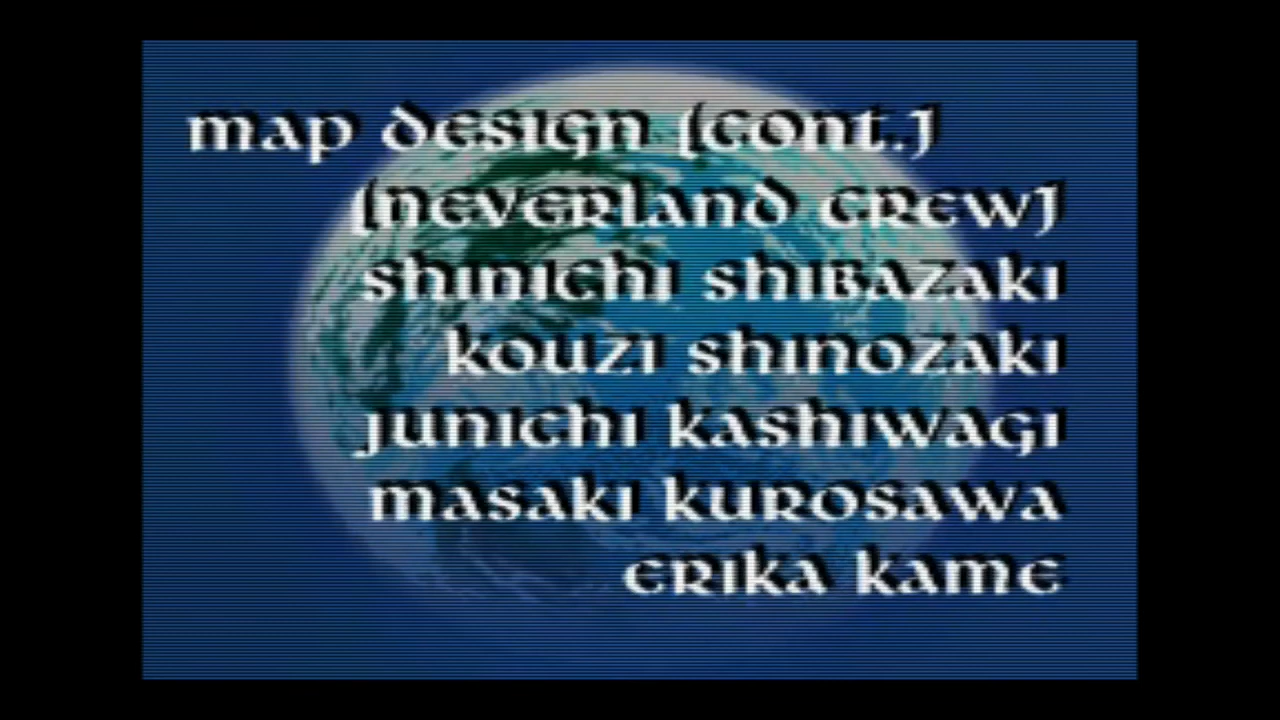 map design (cont.)
(neverland crew)
shinichi shibazaki
kouzi shinozaki
junichi kashiwagi
masaki kurosawa
erika kame